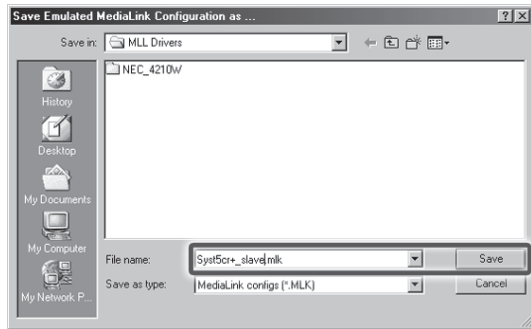 Save Emulated MediaLink Configuration as ...
Save in: MLL Drivers
NEC_4210W
History
Desktop
My Documents
My Computer
My Network P...
File name: Syst5cr+_slave.mlk Save
Save as type: MediaLink configs (*.MLK) Cancel